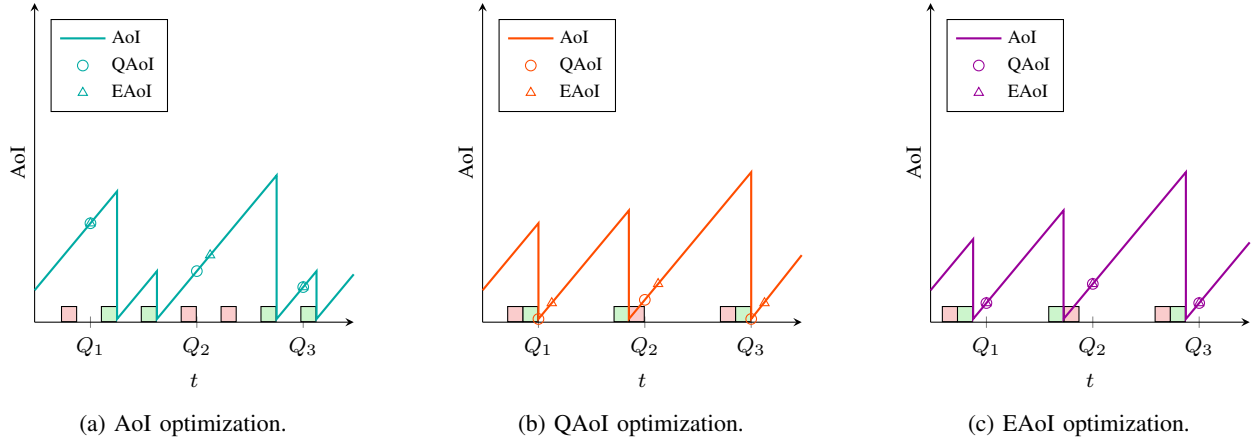 AoI
QAoI
EAoI
AoI
Q1 Q2 Q3
t
(a) AoI optimization.
AoI
QAoI
EAoI
AoI
Q1 Q2 Q3
t
(b) QAoI optimization.
AoI
QAoI
EAoI
AoI
Q1 Q2 Q3
t
(c) EAoI optimization.